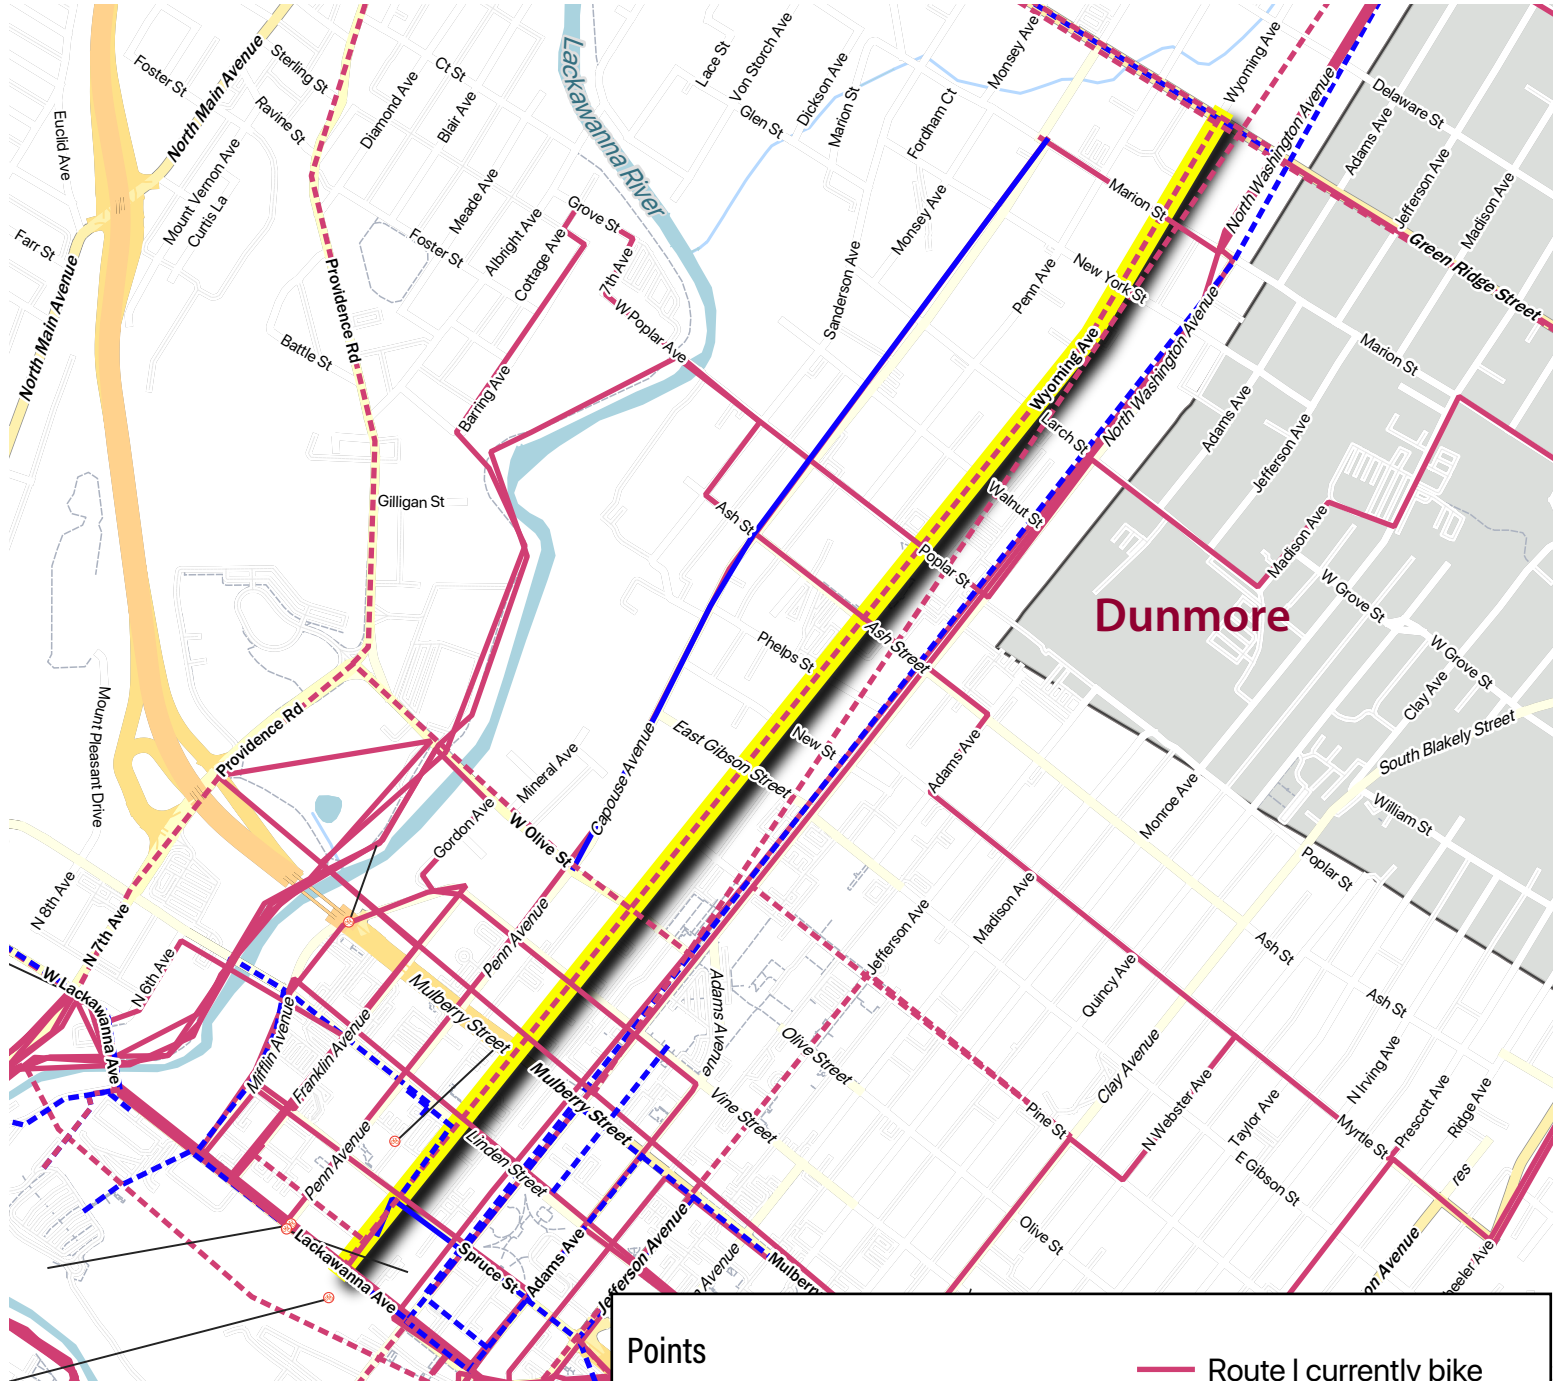 Foster St
North Main Avenue
Sterling St
Ct St
Lackawanna River
Lace St
Von Storch Ave
Dickson Ave
Monsey Ave
Wyoming Ave
North Washington Avenue
Delaware St
Euclid Ave
Ravine St
Diamond Ave
Blair Ave
Glen St
Marion St
Fordham Ct
Adams Ave
Jefferson Ave
Madison Ave
Mount Vernon Ave
Curtis La
Meade Ave
Albright Ave
Grove St
Monsey Ave
Marion St
North Washington Avenue
Farr St
North Main Avenue
Foster St
Cottage Ave
7th Ave
Sanderson Ave
Penn Ave
New York St
Green Ridge Street
Providence Rd
W Poplar Ave
Battle St
Barring Ave
Wyoming Ave
North Washington Avenue
Marion St
Larch St
Adams Ave
Jefferson Ave
Gilligan St
Ash St
Walnut St
Madison Ave
Poplar St
W Grove St
Dunmore
Ash Street
Phelps St
W Grove St
Clay Ave
Mount Pleasant Drive
Providence Rd
East Gibson Street
New St
Adams Ave
South Blakely Street
Mineral Ave
Capouse Avenue
Monroe Ave
William St
Gordon Ave
W Olive St
Poplar St
N 8th Ave
N 7th Ave
Penn Avenue
Jefferson Ave
Madison Ave
Ash St
N 6th Ave
W Lackawanna Ave
Mulberry Street
Adams Avenue
Quincy Ave
Ash St
Mifflin Avenue
Franklin Avenue
Olive Street
Clay Avenue
Mulberry Street
Vine Street
Pine St
N Webster Ave
Taylor Ave
N Irving Ave
Prescott Ave
Ridge Ave
Myrtle St
Penn Avenue
Linden Street
E Gibson St
res
Lackawanna Ave
Spruce St
Adams Ave
Jefferson Avenue
n Avenue
Mulberry
Olive St
on Avenue
heeler Ave
Points
Route I currently bike